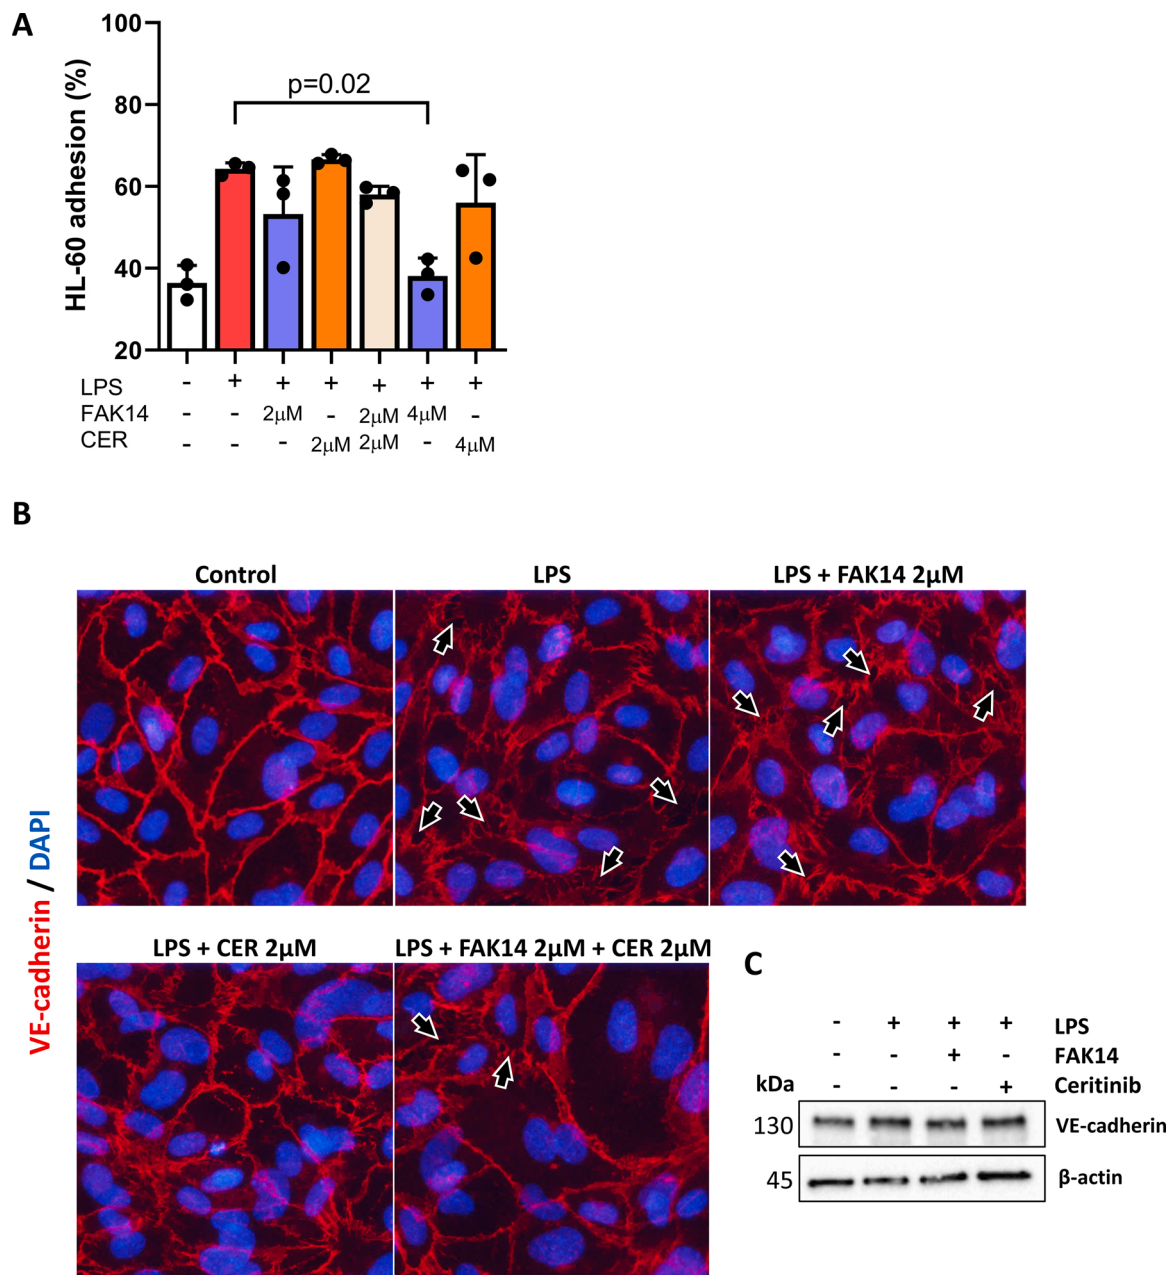 A
100
80
60
40
20
HL-60 adhesion (%)
p=0.02
LPS - + + + + + +
FAK14 - - 2μM - 2μM 4μM -
CER - - - 2μM 2μM - 4μM
B
Control LPS LPS + FAK14 2μM
VE-cadherin / DAPI
LPS + CER 2μM LPS + FAK14 2μM + CER 2μM
C
- + + + LPS
- - + - FAK14
kDa - - - + Ceritinib
130 VE-cadherin
45 β-actin